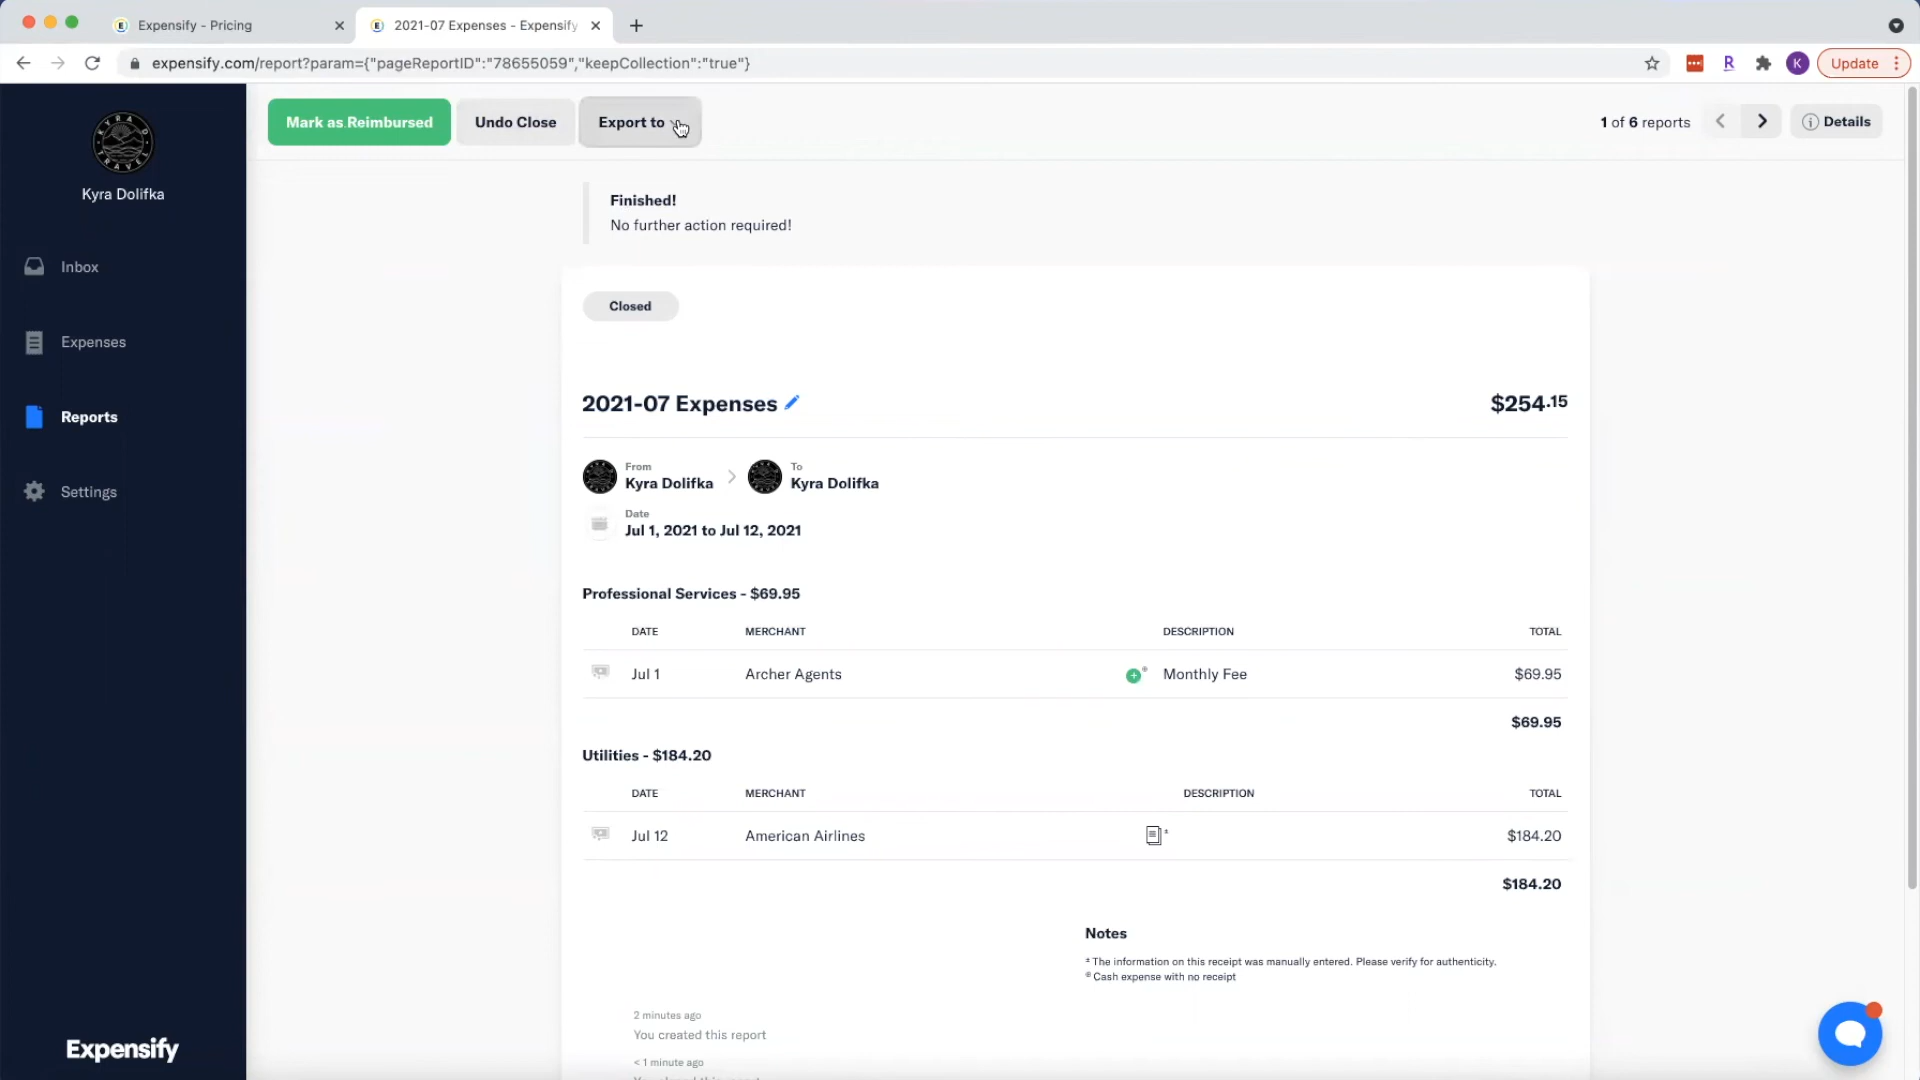 Expensify - Pricing
2021-07 Expenses - Expensify
expensify.com/report?param={"pageReportID":"78655059","keepCollection":"true"}
R
K
Update
KYRA D
TRAVEL
Kyra Dolifka
Inbox
Expenses
Reports
Settings
Expensify
Mark as Reimbursed
Undo Close
Export to
1 of 6 reports
Details
Finished!
No further action required!
Closed
2021-07 Expenses
$254.15
From
Kyra Dolifka
To
Kyra Dolifka
Date
Jul 1, 2021 to Jul 12, 2021
Professional Services - $69.95
DATE MERCHANT DESCRIPTION TOTAL
Jul 1 Archer Agents Monthly Fee $69.95
$69.95
Utilities - $184.20
DATE MERCHANT DESCRIPTION TOTAL
Jul 12 American Airlines $184.20
$184.20
Notes
The information on this receipt was manually entered. Please verify for authenticity.
Cash expense with no receipt
2 minutes ago
You created this report
< 1 minute ago